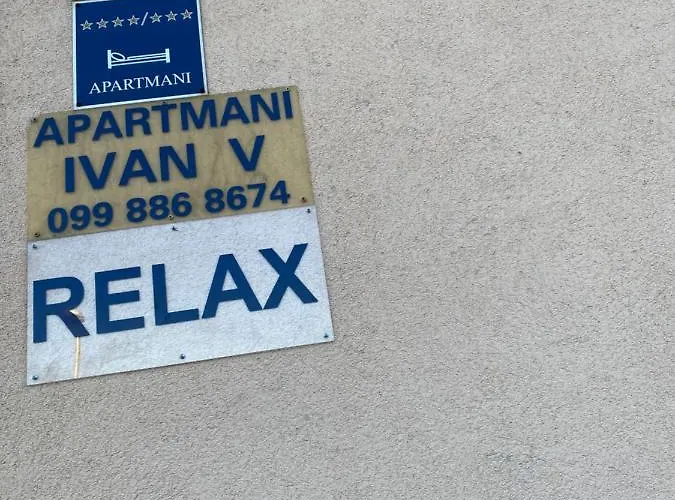 ☆☆☆☆/☆☆☆
APARTMANI
APARTMANI
IVAN V
099 886 8674
RELAX